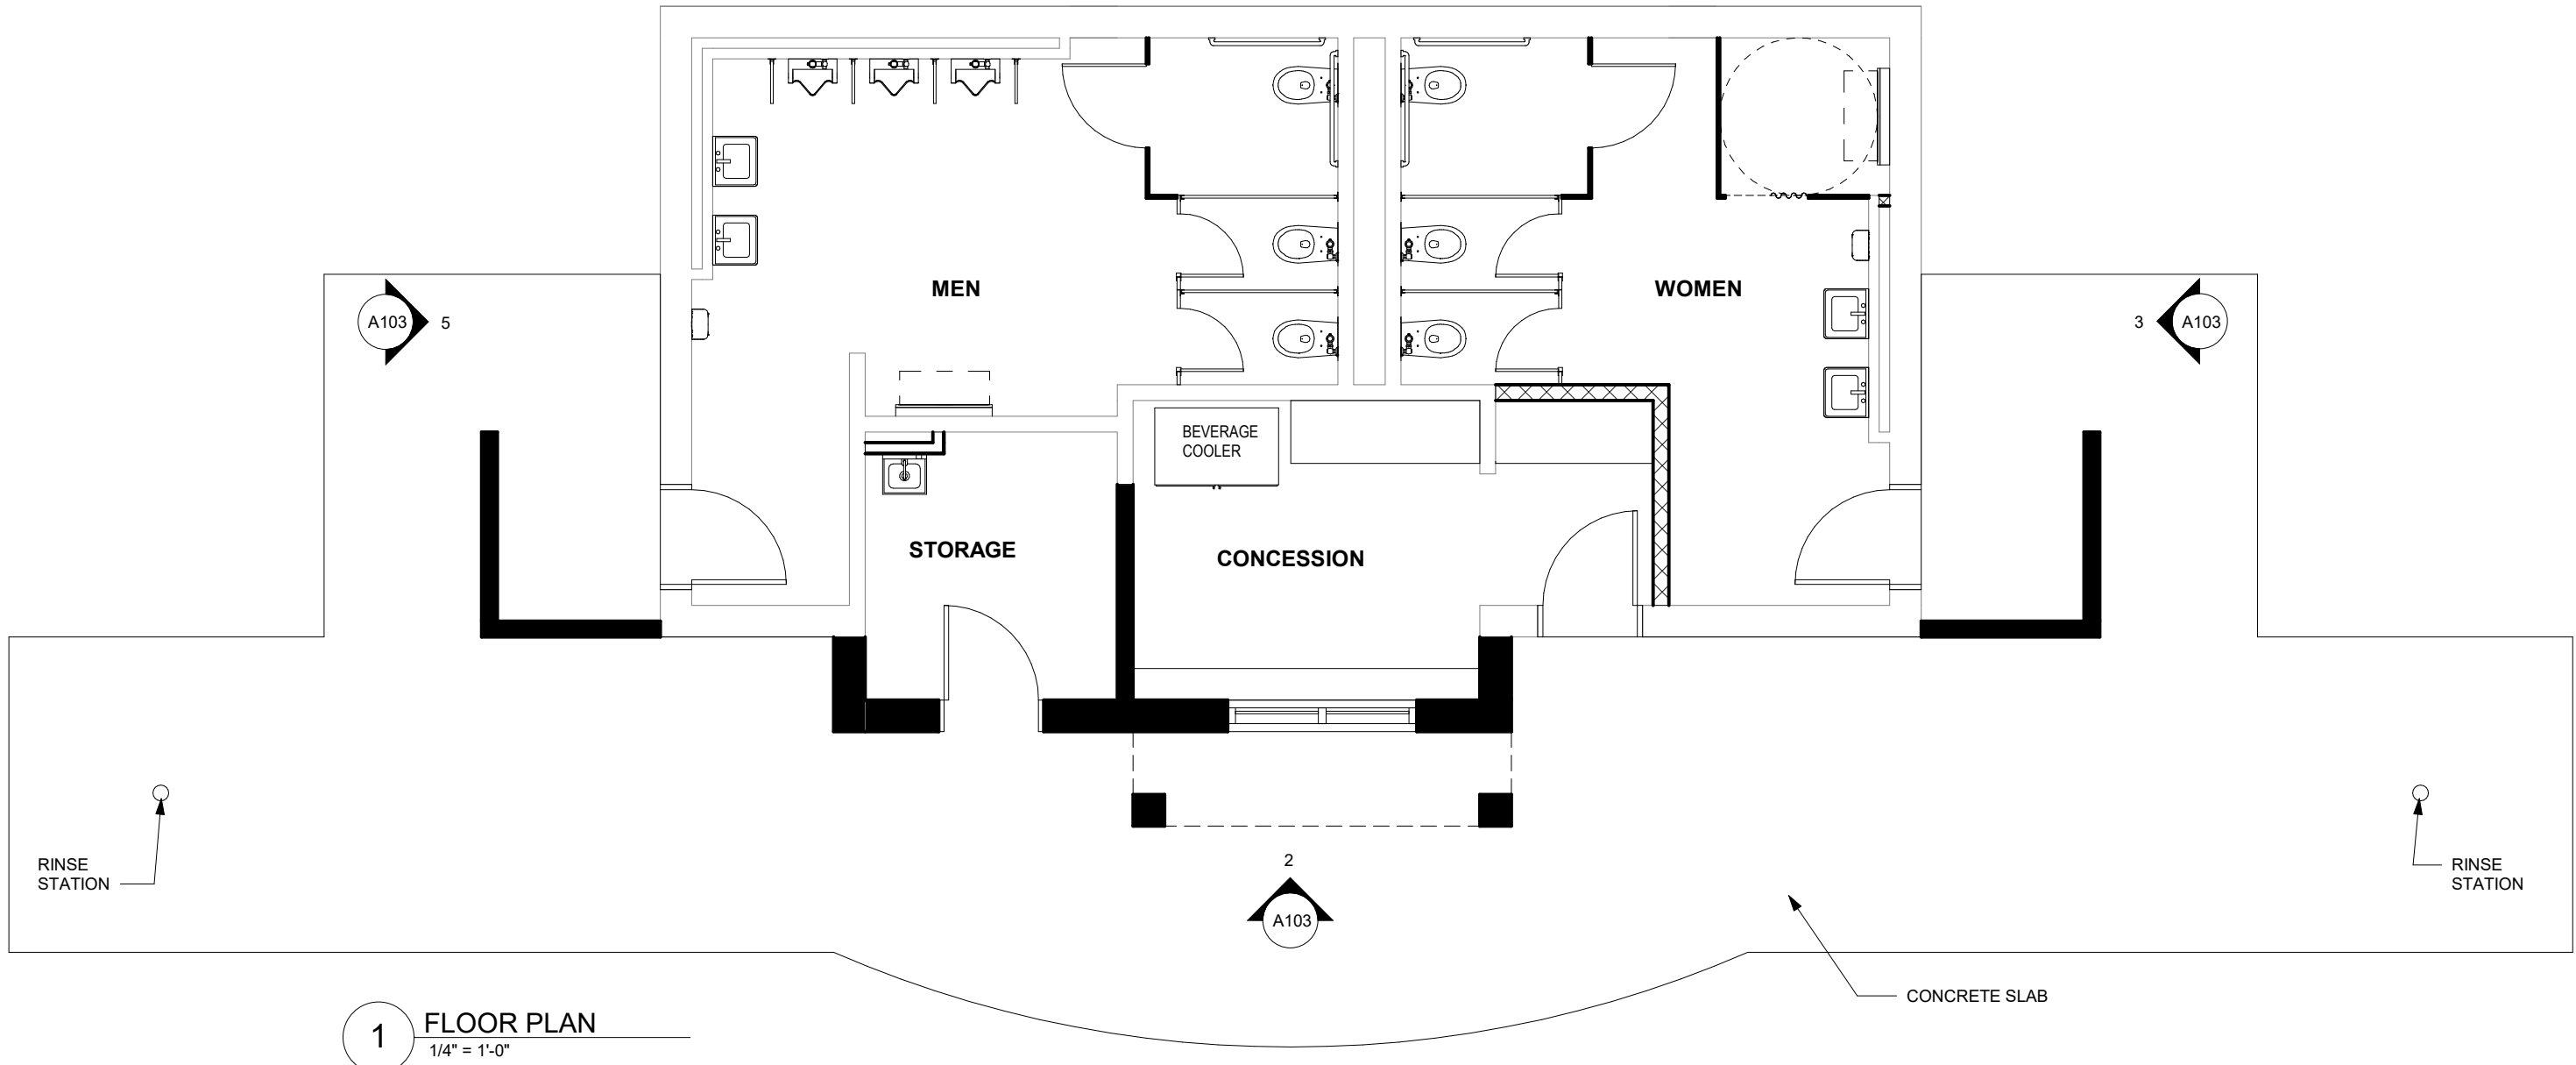 MEN
WOMEN
A103
5
3
A103
BEVERAGE
COOLER
STORAGE
CONCESSION
RINSE
STATION
2
A103
RINSE
STATION
CONCRETE SLAB
1
FLOOR PLAN
1/4" = 1'-0"